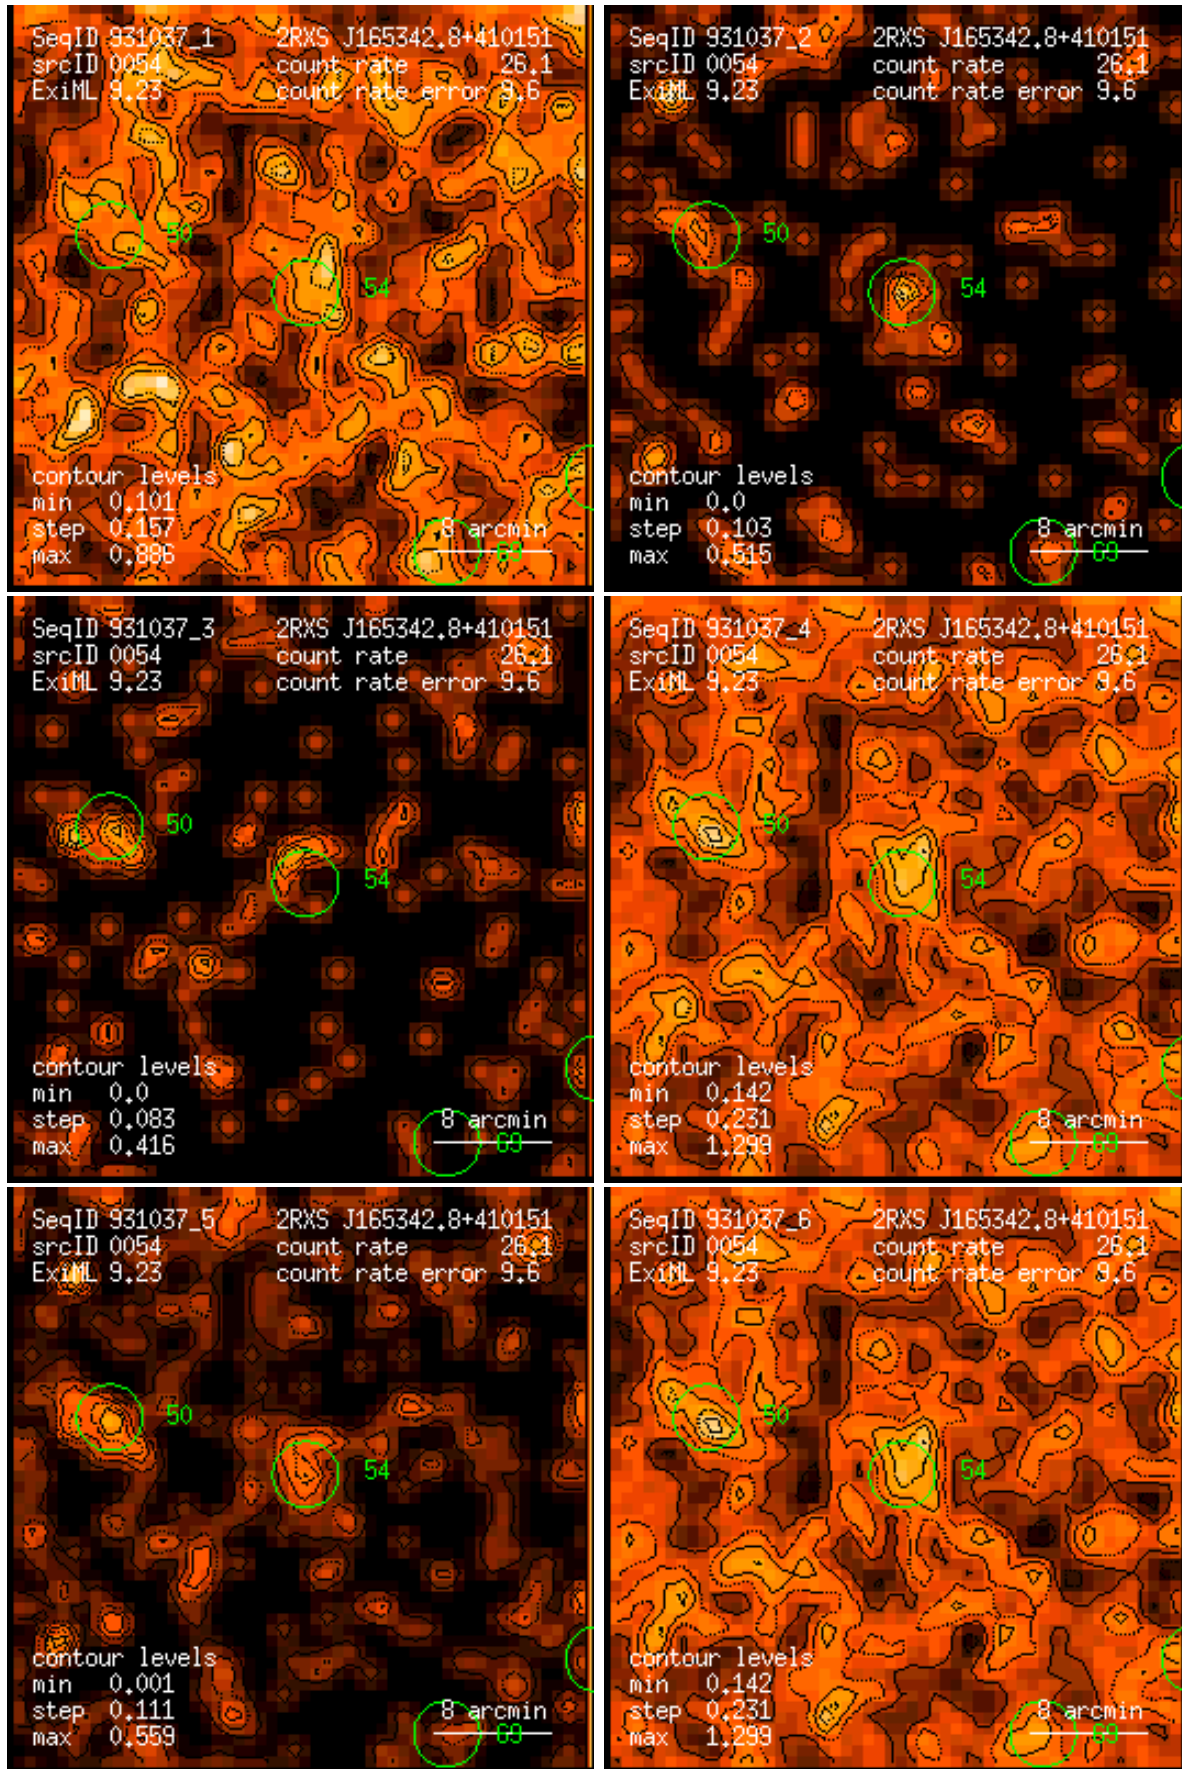 SeqID 931037_1 2RXS J165342.8+410151
srcID 0054 count rate 26.1
ExiML 9.23 count rate error 9.6
50
54
contour levels
min 0.101
step 0.157 8 arcmin
max 0.886 69
SeqID 931037_2 2RXS J165342.8+410151
srcID 0054 count rate 26.1
ExiML 9.23 count rate error 9.6
50
54
contour levels
min 0.0
step 0.103 8 arcmin
max 0.515 69
SeqID 931037_3 2RXS J165342.8+410151
srcID 0054 count rate 26.1
ExiML 9.23 count rate error 9.6
50
54
contour levels
min 0.0
step 0.083 8 arcmin
max 0.416 69
SeqID 931037_4 2RXS J165342.8+410151
srcID 0054 count rate 26.1
ExiML 9.23 count rate error 9.6
50
54
contour levels
min 0.142
step 0.231 8 arcmin
max 1.299 69
SeqID 931037_5 2RXS J165342.8+410151
srcID 0054 count rate 26.1
ExiML 9.23 count rate error 9.6
50
54
contour levels
min 0.001
step 0.111 8 arcmin
max 0.559 69
SeqID 931037_6 2RXS J165342.8+410151
srcID 0054 count rate 26.1
ExiML 9.23 count rate error 9.6
50
54
contour levels
min 0.142
step 0.231 8 arcmin
max 1.299 69